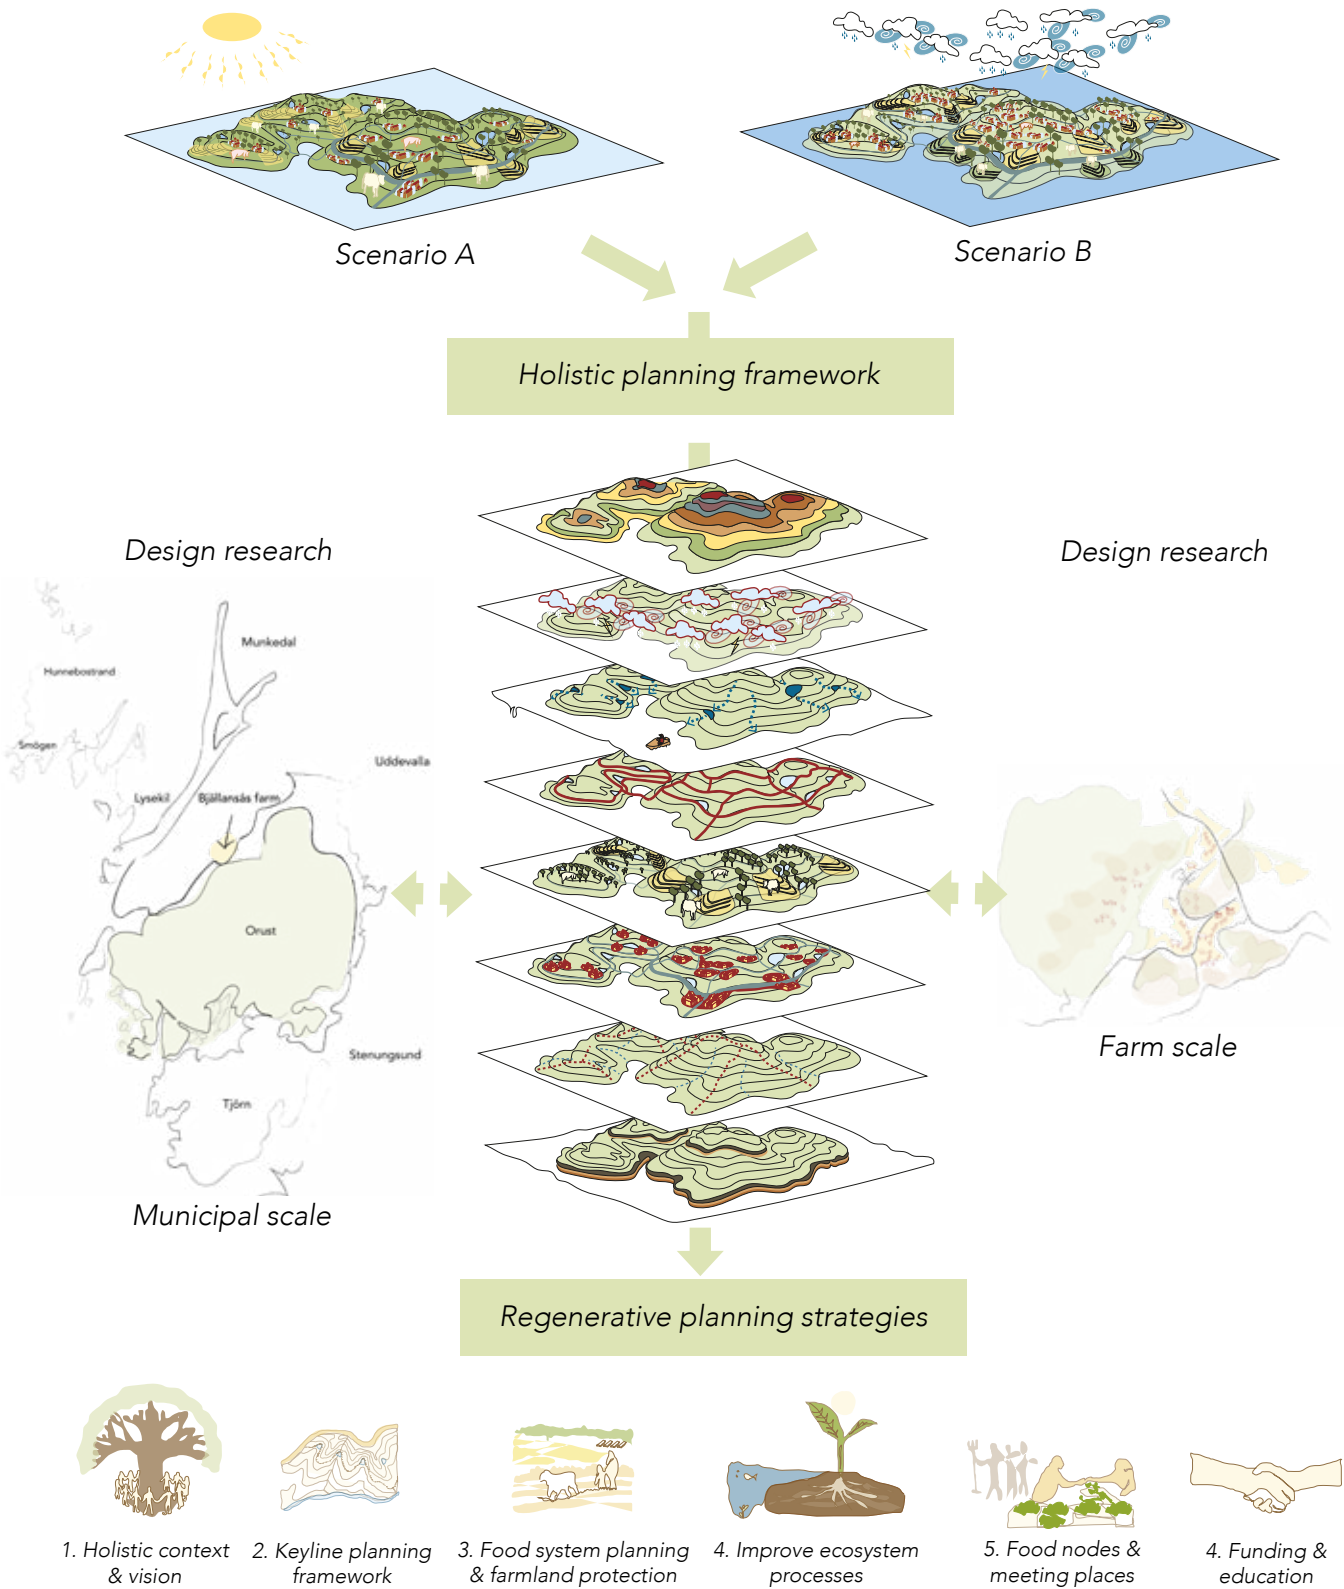 Scenario A
Scenario B
Holistic planning framework
Design research
Design research
Munkedal
Hunnebostrand
Smögen
Uddevalla
Lysekil
Bjällansås farm
Orust
Stenungsund
Tjörn
Farm scale
Municipal scale
Regenerative planning strategies
1. Holistic context
& vision
2. Keyline planning
framework
3. Food system planning
& farmland protection
4. Improve ecosystem
processes
5. Food nodes &
meeting places
4. Funding &
education